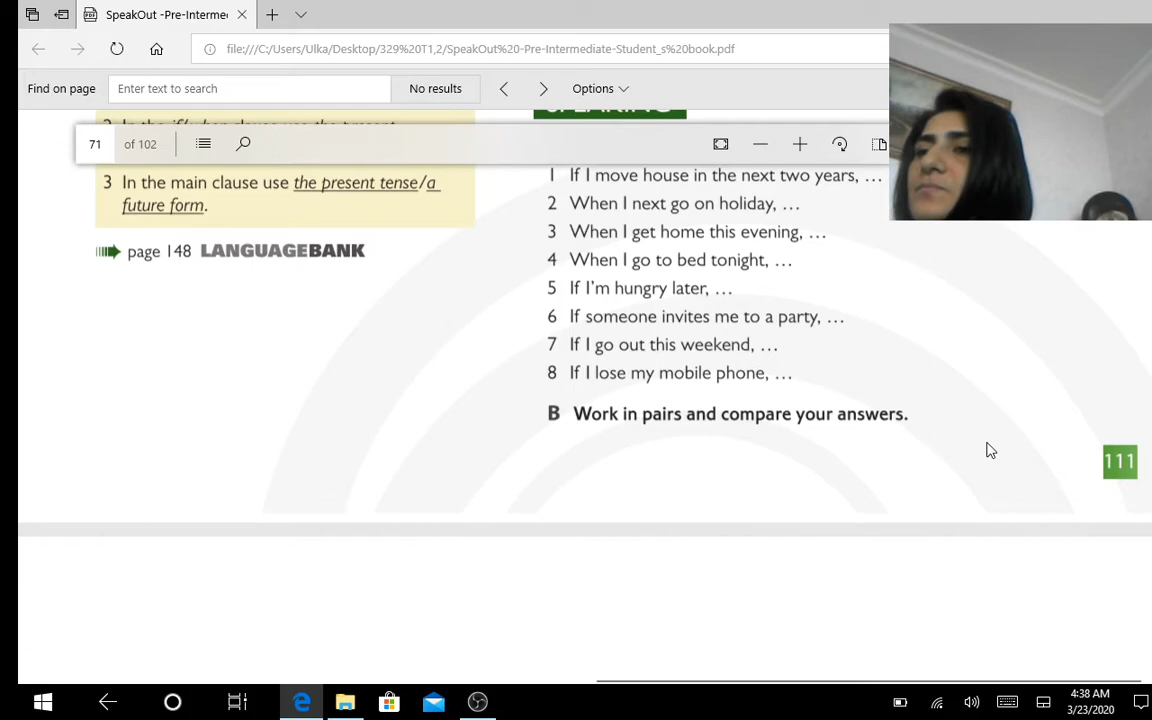 SpeakOut -Pre-Interme
file:///C:/Users/Ulka/Desktop/329%20T1,2/SpeakOut%20-Pre-Intermediate-Student_s%20book.pdf
Find on page
Enter text to search
No results
Options
71 of 102
SPEAKING
3 In the main clause use the present tense/a
future form.
page 148 LANGUAGEBANK
1 If I move house in the next two years, …
2 When I next go on holiday, …
3 When I get home this evening, …
4 When I go to bed tonight, …
5 If I'm hungry later, …
6 If someone invites me to a party, …
7 If I go out this weekend, …
8 If I lose my mobile phone, …
B Work in pairs and compare your answers.
111
4:38 AM
3/23/2020